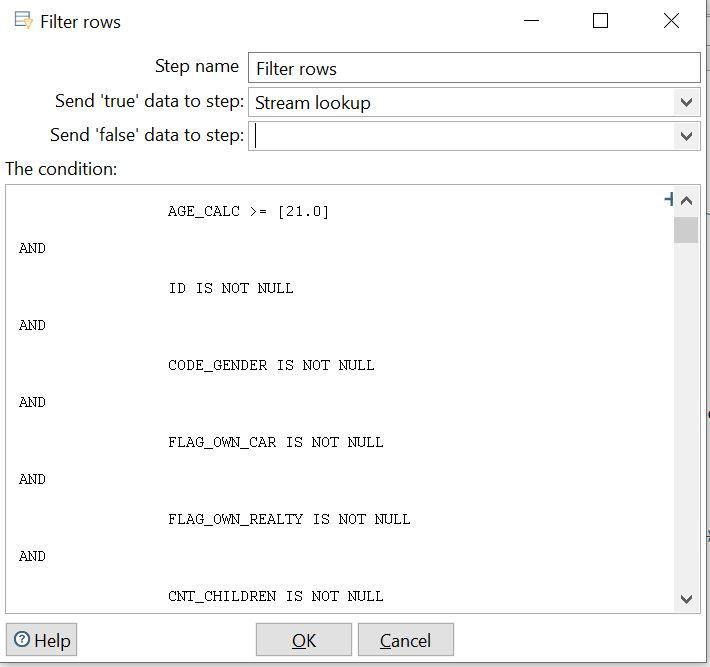 Filter rows
Step name Filter rows
Send 'true' data to step: Stream lookup
Send 'false' data to step:
The condition:
AGE_CALC >= [21.0]
AND
ID IS NOT NULL
AND
CODE_GENDER IS NOT NULL
AND
FLAG_OWN_CAR IS NOT NULL
AND
FLAG_OWN_REALTY IS NOT NULL
AND
CNT_CHILDREN IS NOT NULL
Help OK Cancel